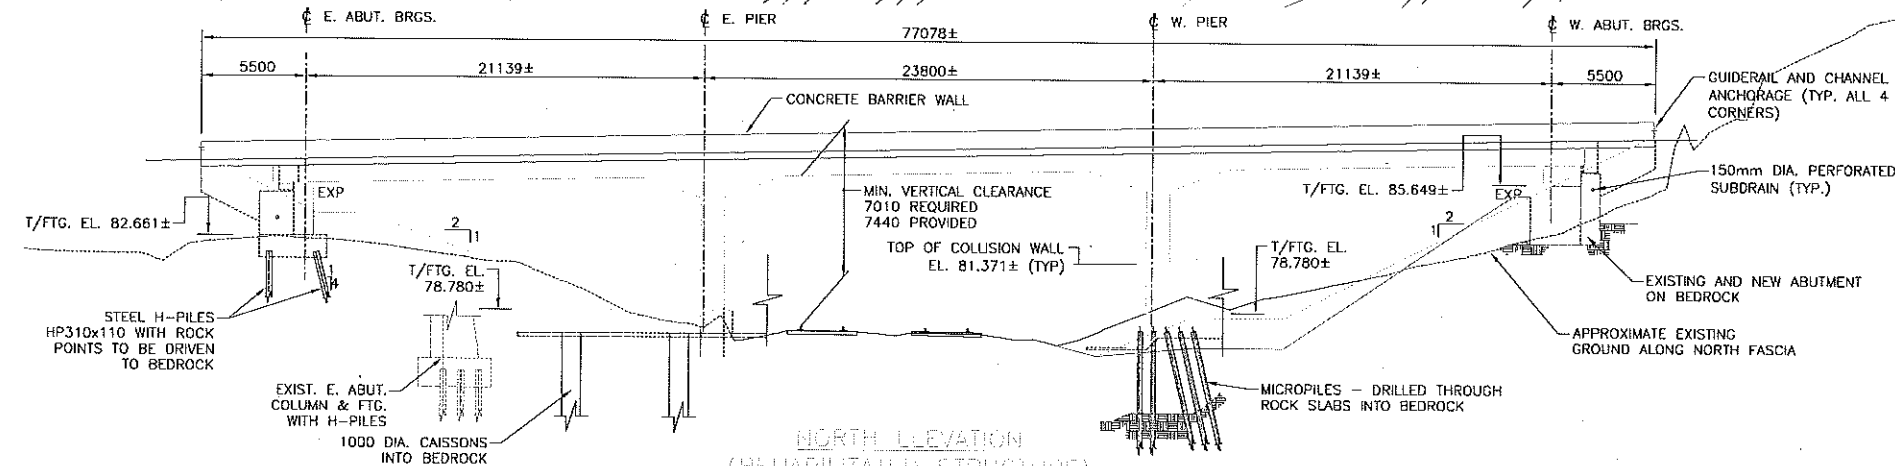 ℄ E. ABUT. BRGS.
℄ E. PIER
℄ W. PIER
℄ W. ABUT. BRGS.
77078±
5500
21139±
23800±
21139±
5500
GUIDERAIL AND CHANNEL
ANCHORAGE (TYP. ALL 4
CORNERS)
CONCRETE BARRIER WALL
EXP
MIN. VERTICAL CLEARANCE
7010 REQUIRED
7440 PROVIDED
T/FTG. EL. 85.649±
EXP
150mm DIA. PERFORATED
SUBDRAIN (TYP.)
T/FTG. EL. 82.661±
2
1
TOP OF COLLISION WALL
EL. 81.371± (TYP)
T/FTG. EL.
78.780±
2
1
T/FTG. EL.
78.780±
1
4
EXISTING AND NEW ABUTMENT
ON BEDROCK
STEEL H-PILES
HP310x110 WITH ROCK
POINTS TO BE DRIVEN
TO BEDROCK
APPROXIMATE EXISTING
GROUND ALONG NORTH FASCIA
EXIST. E. ABUT.
COLUMN & FTG.
WITH H-PILES
MICROPILES - DRILLED THROUGH
ROCK SLABS INTO BEDROCK
1000 DIA. CAISSONS
INTO BEDROCK
NORTH ELEVATION